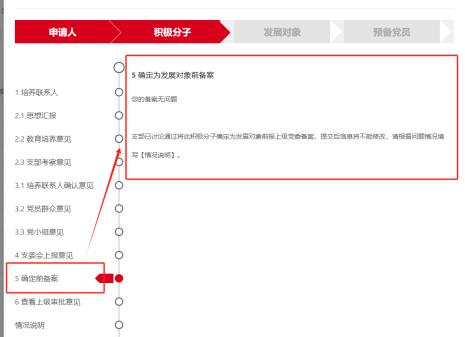 申请人
积极分子
发展对象
预备党员
1 培养联系人
2.1 思想汇报
2.2 教育培养意见
2.3 支部考察意见
3.1 培养联系人确认意见
3.2 党员群众意见
3.3 党小组意见
4 支委会上报意见
5 确定前备案
6 查看上级审批意见
情况说明
5 确定为发展对象前备案
您的备案无问题
支部已讨论通过将此积极分子确定为发展对象前报上级党委备案，提交后信息将不能修改，请根据问题情况填
写【情况说明】。